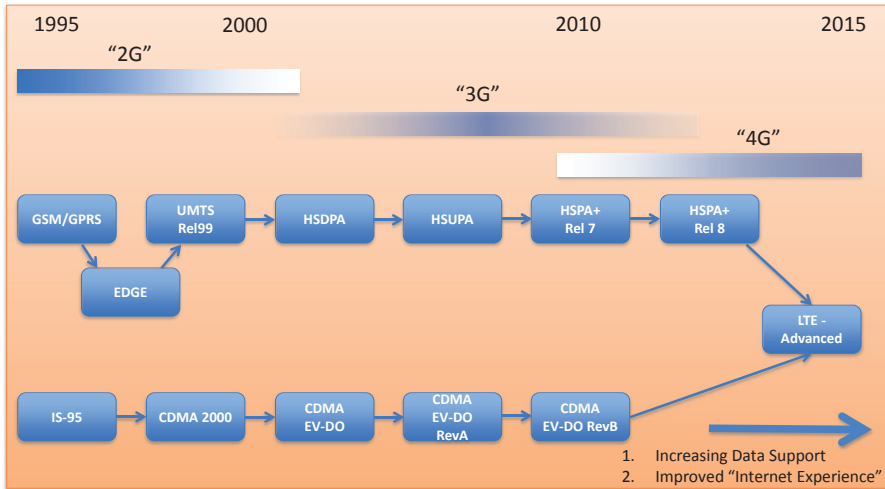 1995
2000
2010
2015
“2G”
“3G”
“4G”
GSM/GPRS
UMTS
Rel99
HSDPA
HSUPA
HSPA+
Rel 7
HSPA+
Rel 8
EDGE
LTE -
Advanced
IS-95
CDMA 2000
CDMA
EV-DO
CDMA
EV-DO
RevA
CDMA
EV-DO RevB
1. Increasing Data Support
2. Improved “Internet Experience”